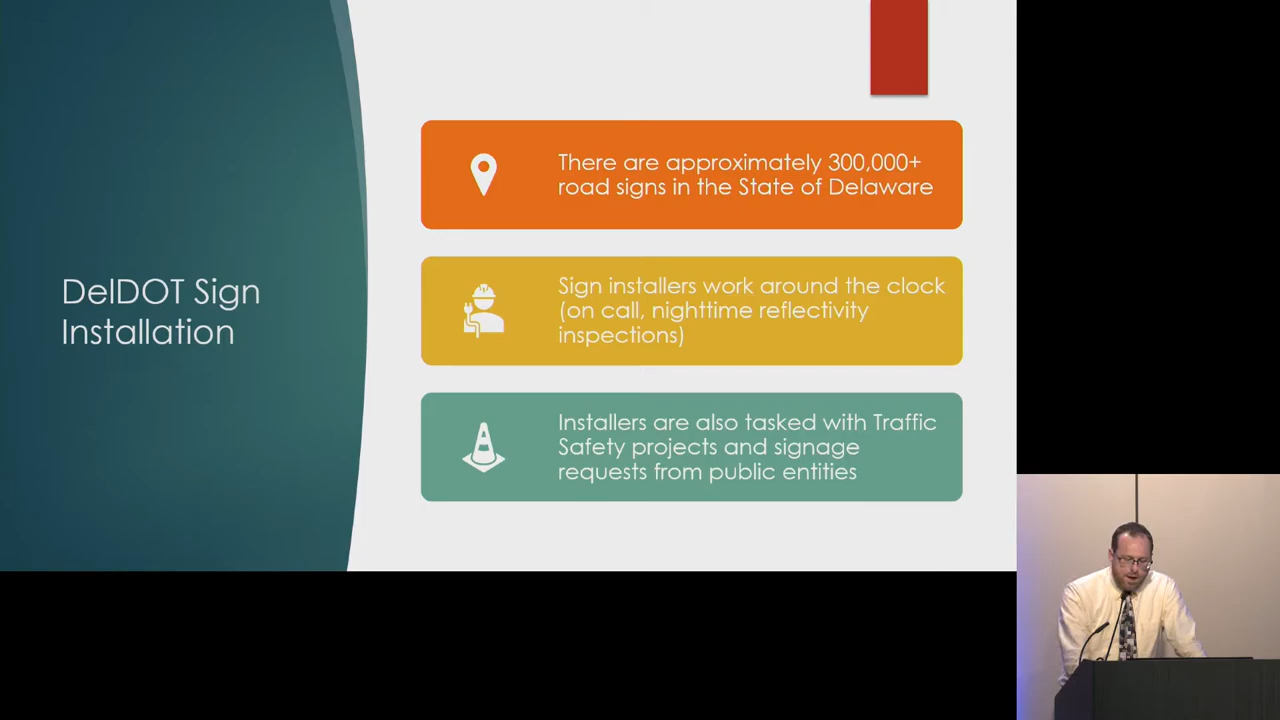 DelDOT Sign
Installation
There are approximately 300,000+
road signs in the State of Delaware
Sign installers work around the clock
(on call, nighttime reflectivity
inspections)
Installers are also tasked with Traffic
Safety projects and signage
requests from public entities